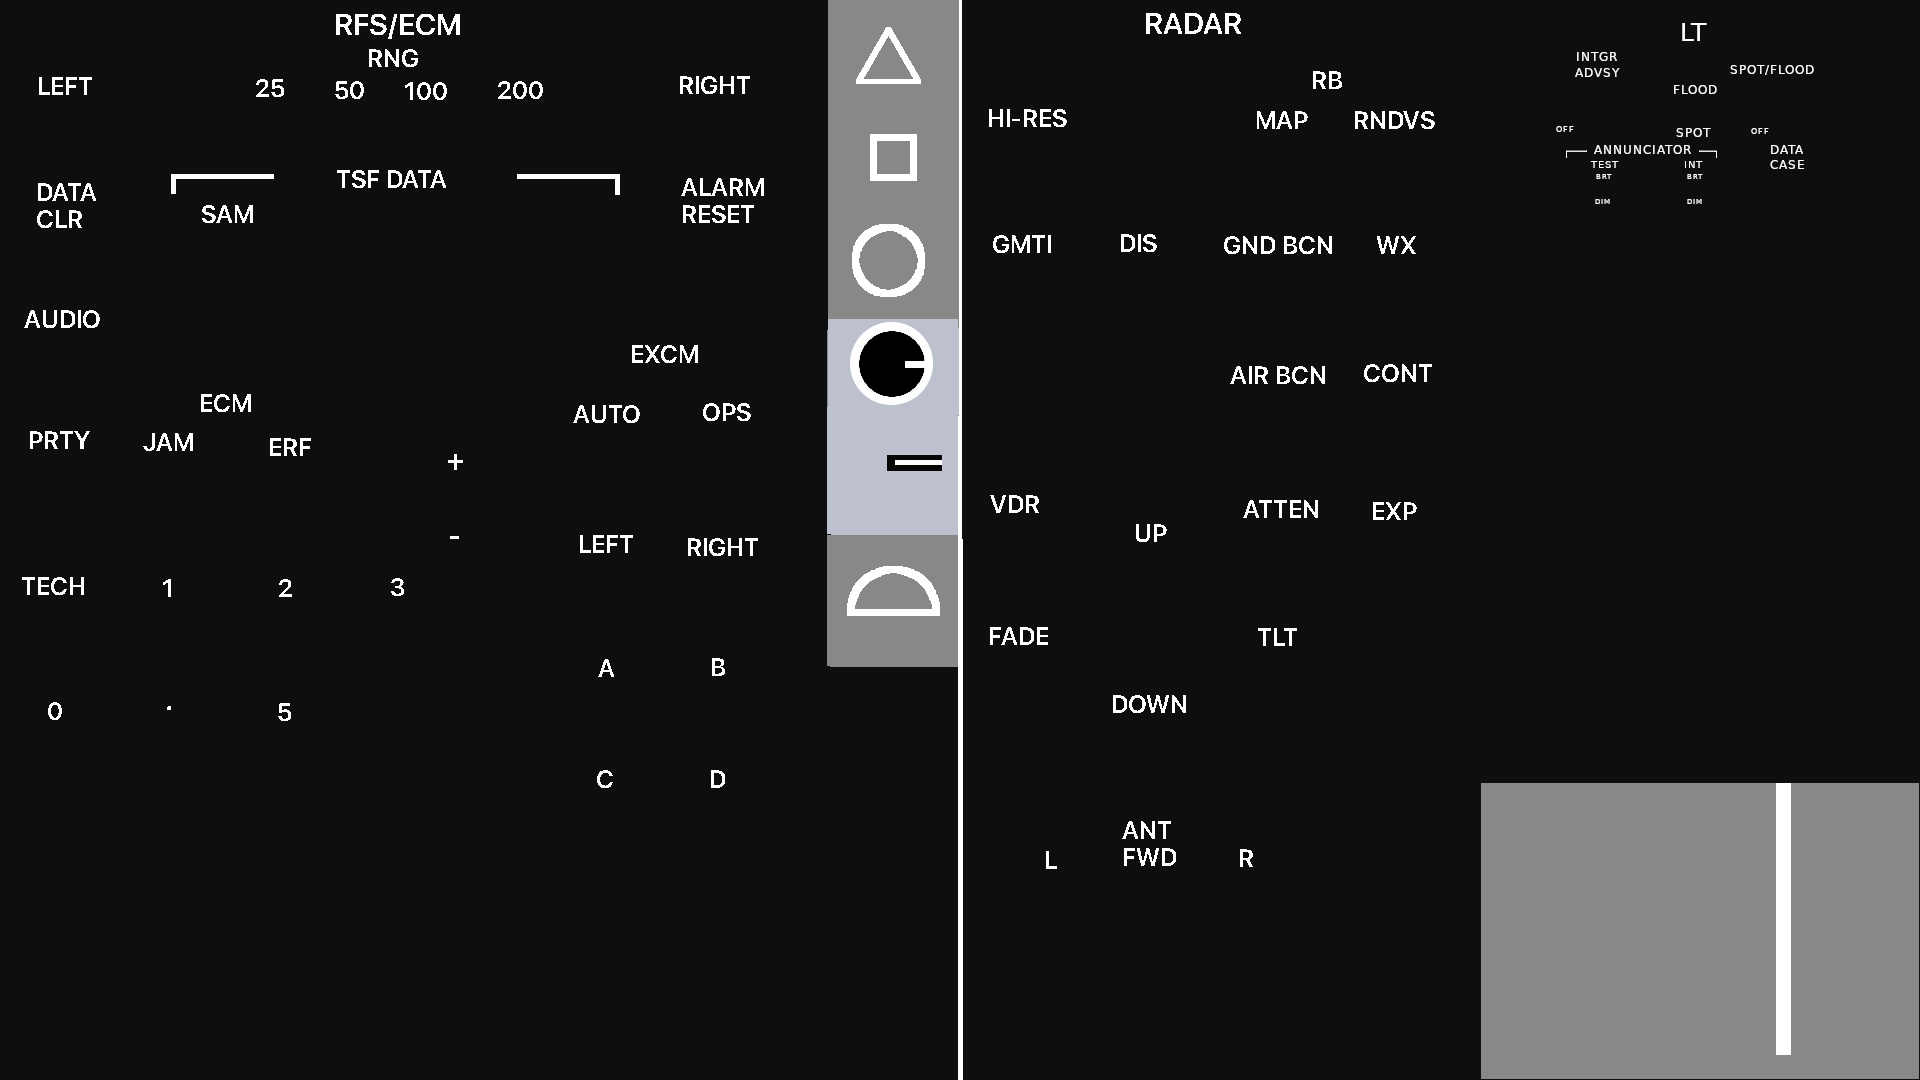 RFS/ECM
RNG
LEFT 25 50 100 200 RIGHT
TSF DATA
DATA
CLR
SAM
ALARM
RESET
AUDIO
EXCM
ECM
AUTO OPS
PRTY JAM ERF
+
-
LEFT RIGHT
TECH 1 2 3
A B
0 . 5
C D
RADAR
RB
HI-RES MAP RNDVS
GMTI DIS GND BCN WX
AIR BCN CONT
VDR ATTEN EXP
UP
FADE TLT
DOWN
ANT
L FWD R
LT
INTGR
ADVSY
SPOT/FLOOD
FLOOD
OFF SPOT OFF
ANNUNCIATOR
DATA
CASE
TEST INT
BRT BRT
DIM DIM